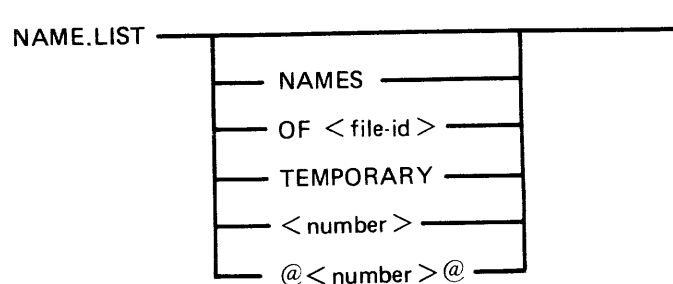 NAME.LIST
NAMES
OF <file-id>
TEMPORARY
<number>
@<number>@